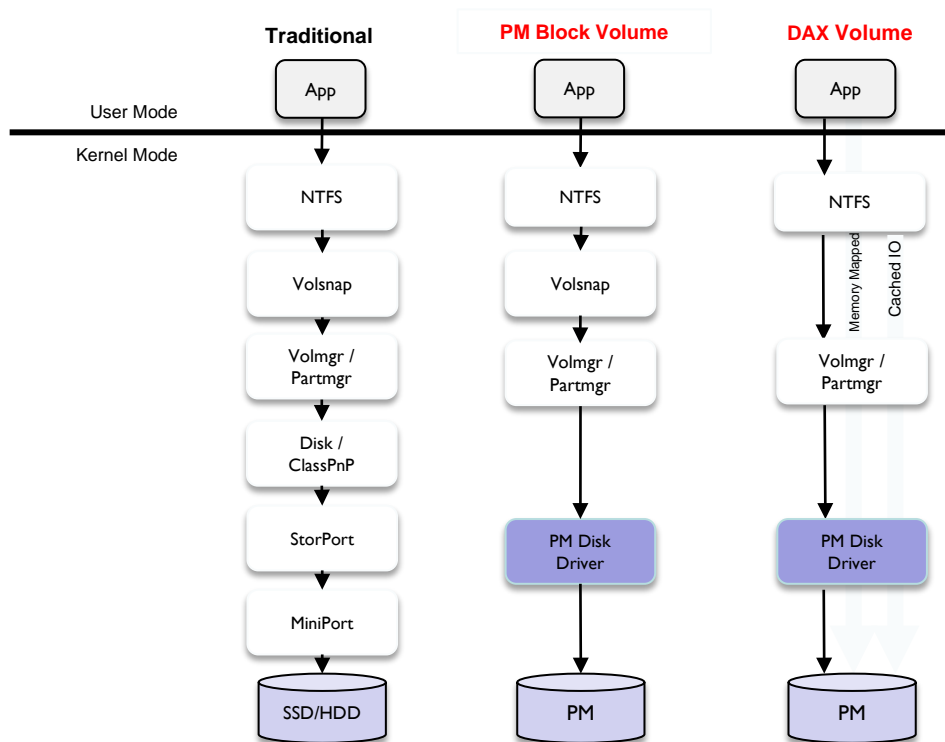 Traditional
PM Block Volume
DAX Volume
App
App
App
User Mode
Kernel Mode
NTFS
NTFS
NTFS
Memory Mapped
Cached IO
Volsnap
Volsnap
Volmgr /
Partmgr
Volmgr /
Partmgr
Volmgr /
Partmgr
Disk /
ClassPnP
StorPort
PM Disk
Driver
PM Disk
Driver
MiniPort
SSD/HDD
PM
PM